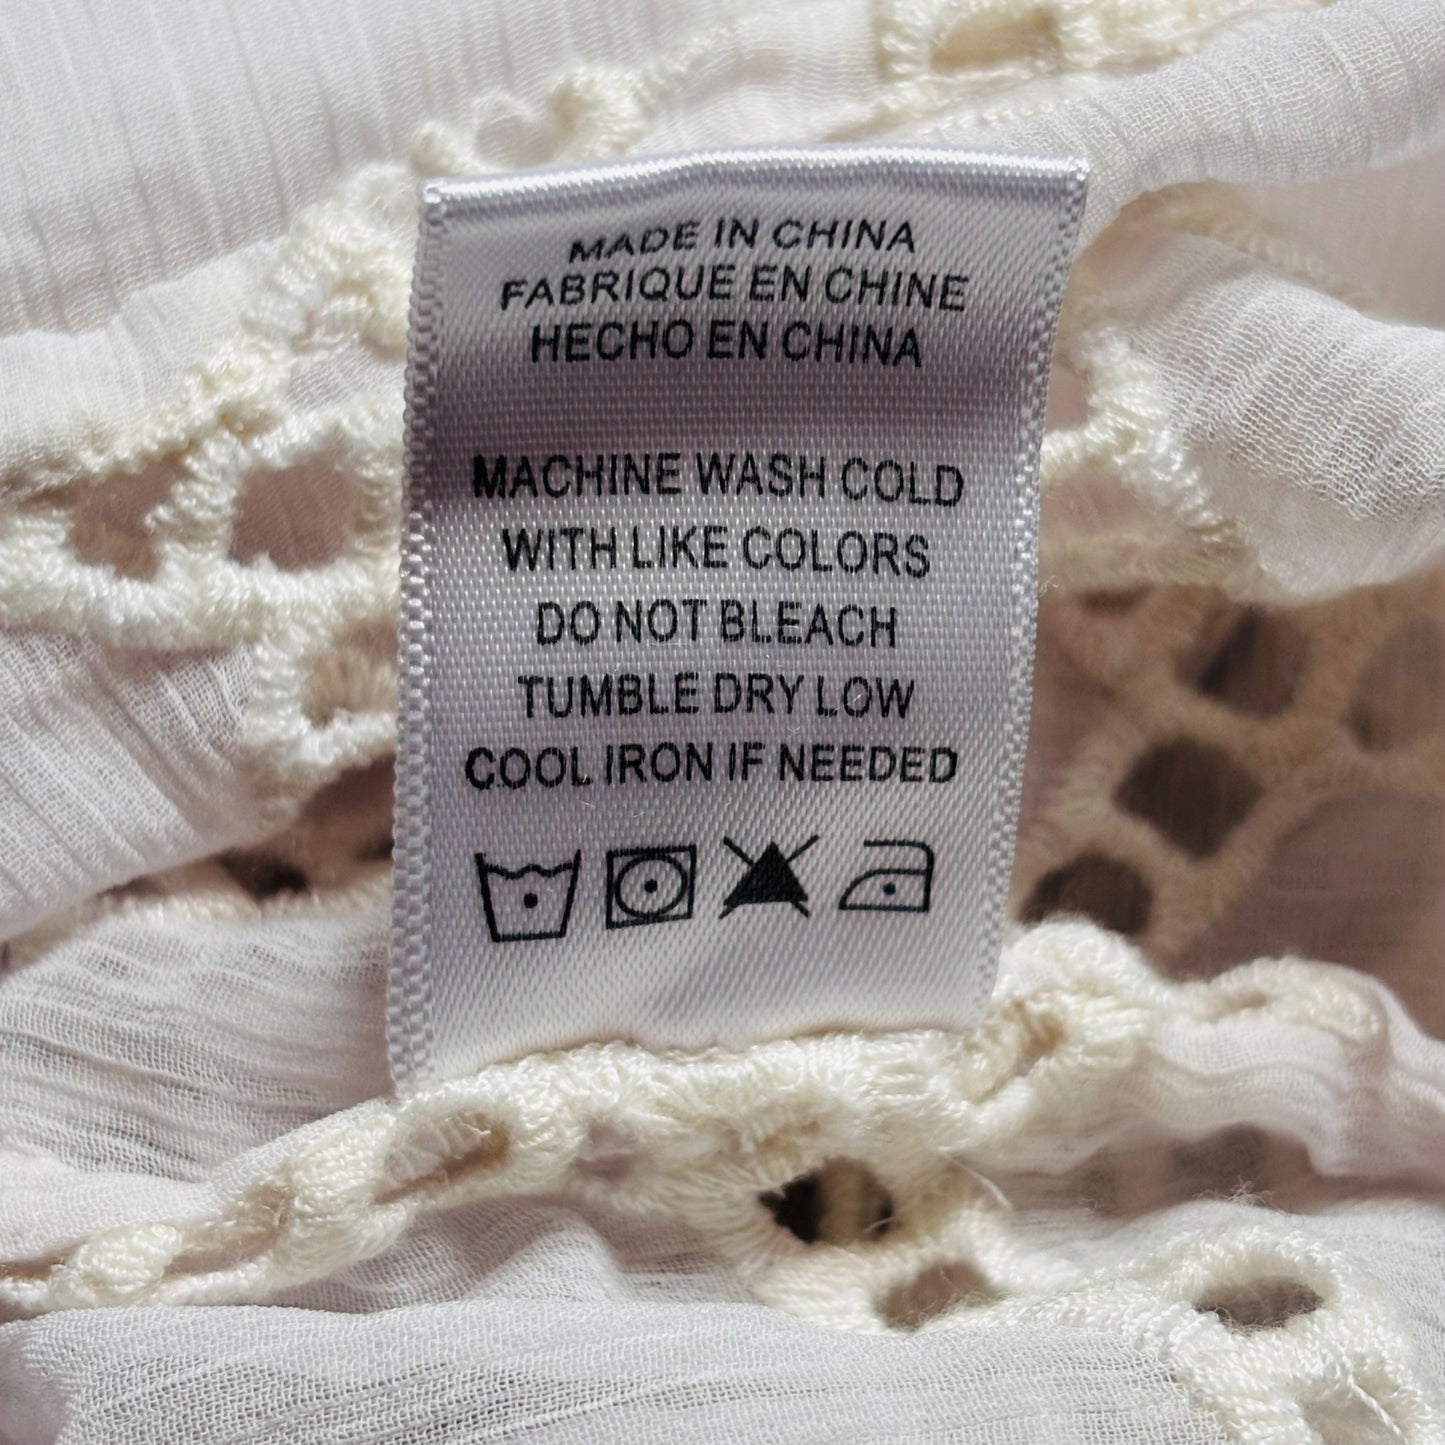 MADE IN CHINA
FABRIQUE EN CHINE
HECHO EN CHINA
MACHINE WASH COLD
WITH LIKE COLORS
DO NOT BLEACH
TUMBLE DRY LOW
COOL IRON IF NEEDED